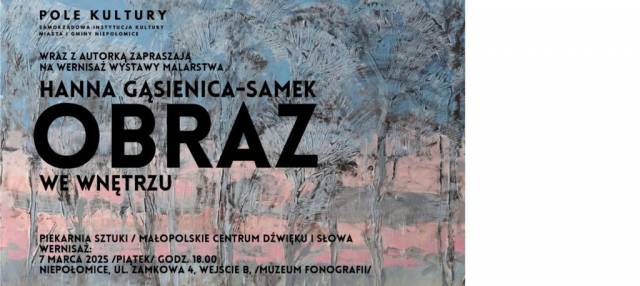 POLE KULTURY
SAMORZĄDOWA INSTYTUCJA KULTURY
MIASTA I GMINY NIEPOŁOMICE
WRAZ Z AUTORKĄ ZAPRASZAJĄ
NA WERNISAŻ WYSTAWY MALARSTWA
HANNA GĄSIENICA-SAMEK
OBRAZ
WE WNĘTRZU
PIEKARNIA SZTUKI / MAŁOPOLSKIE CENTRUM DŹWIĘKU I SŁOWA
WERNISAŻ:
7 MARCA 2025 /PIĄTEK/ GODZ. 18.00
NIEPOŁOMICE, UL. ZAMKOWA 4, WEJSCIE B, /MUZEUM FONOGRAFII/